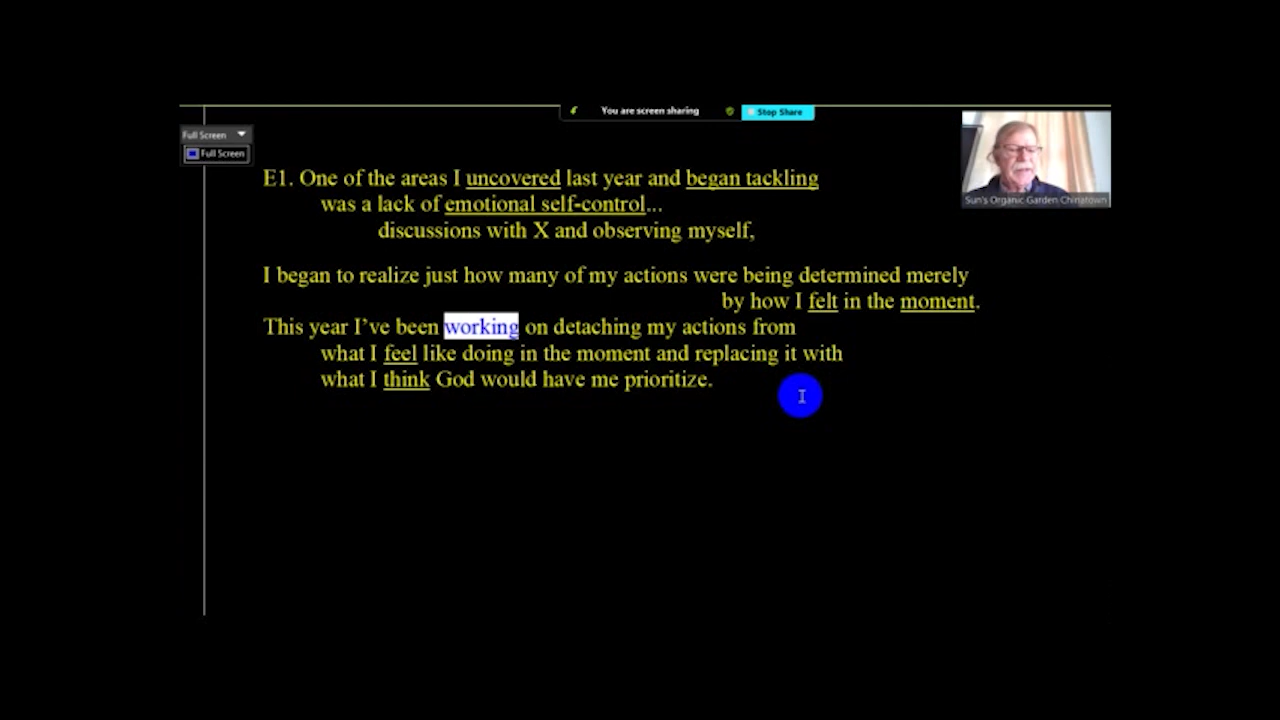 You are screen sharing
Stop Share
Full Screen
Full Screen
Sun's Organic Garden Chinatown
E1. One of the areas I uncovered last year and began tackling
was a lack of emotional self-control...
discussions with X and observing myself,
I began to realize just how many of my actions were being determined merely
by how I felt in the moment.
This year I've been working on detaching my actions from
what I feel like doing in the moment and replacing it with
what I think God would have me prioritize.